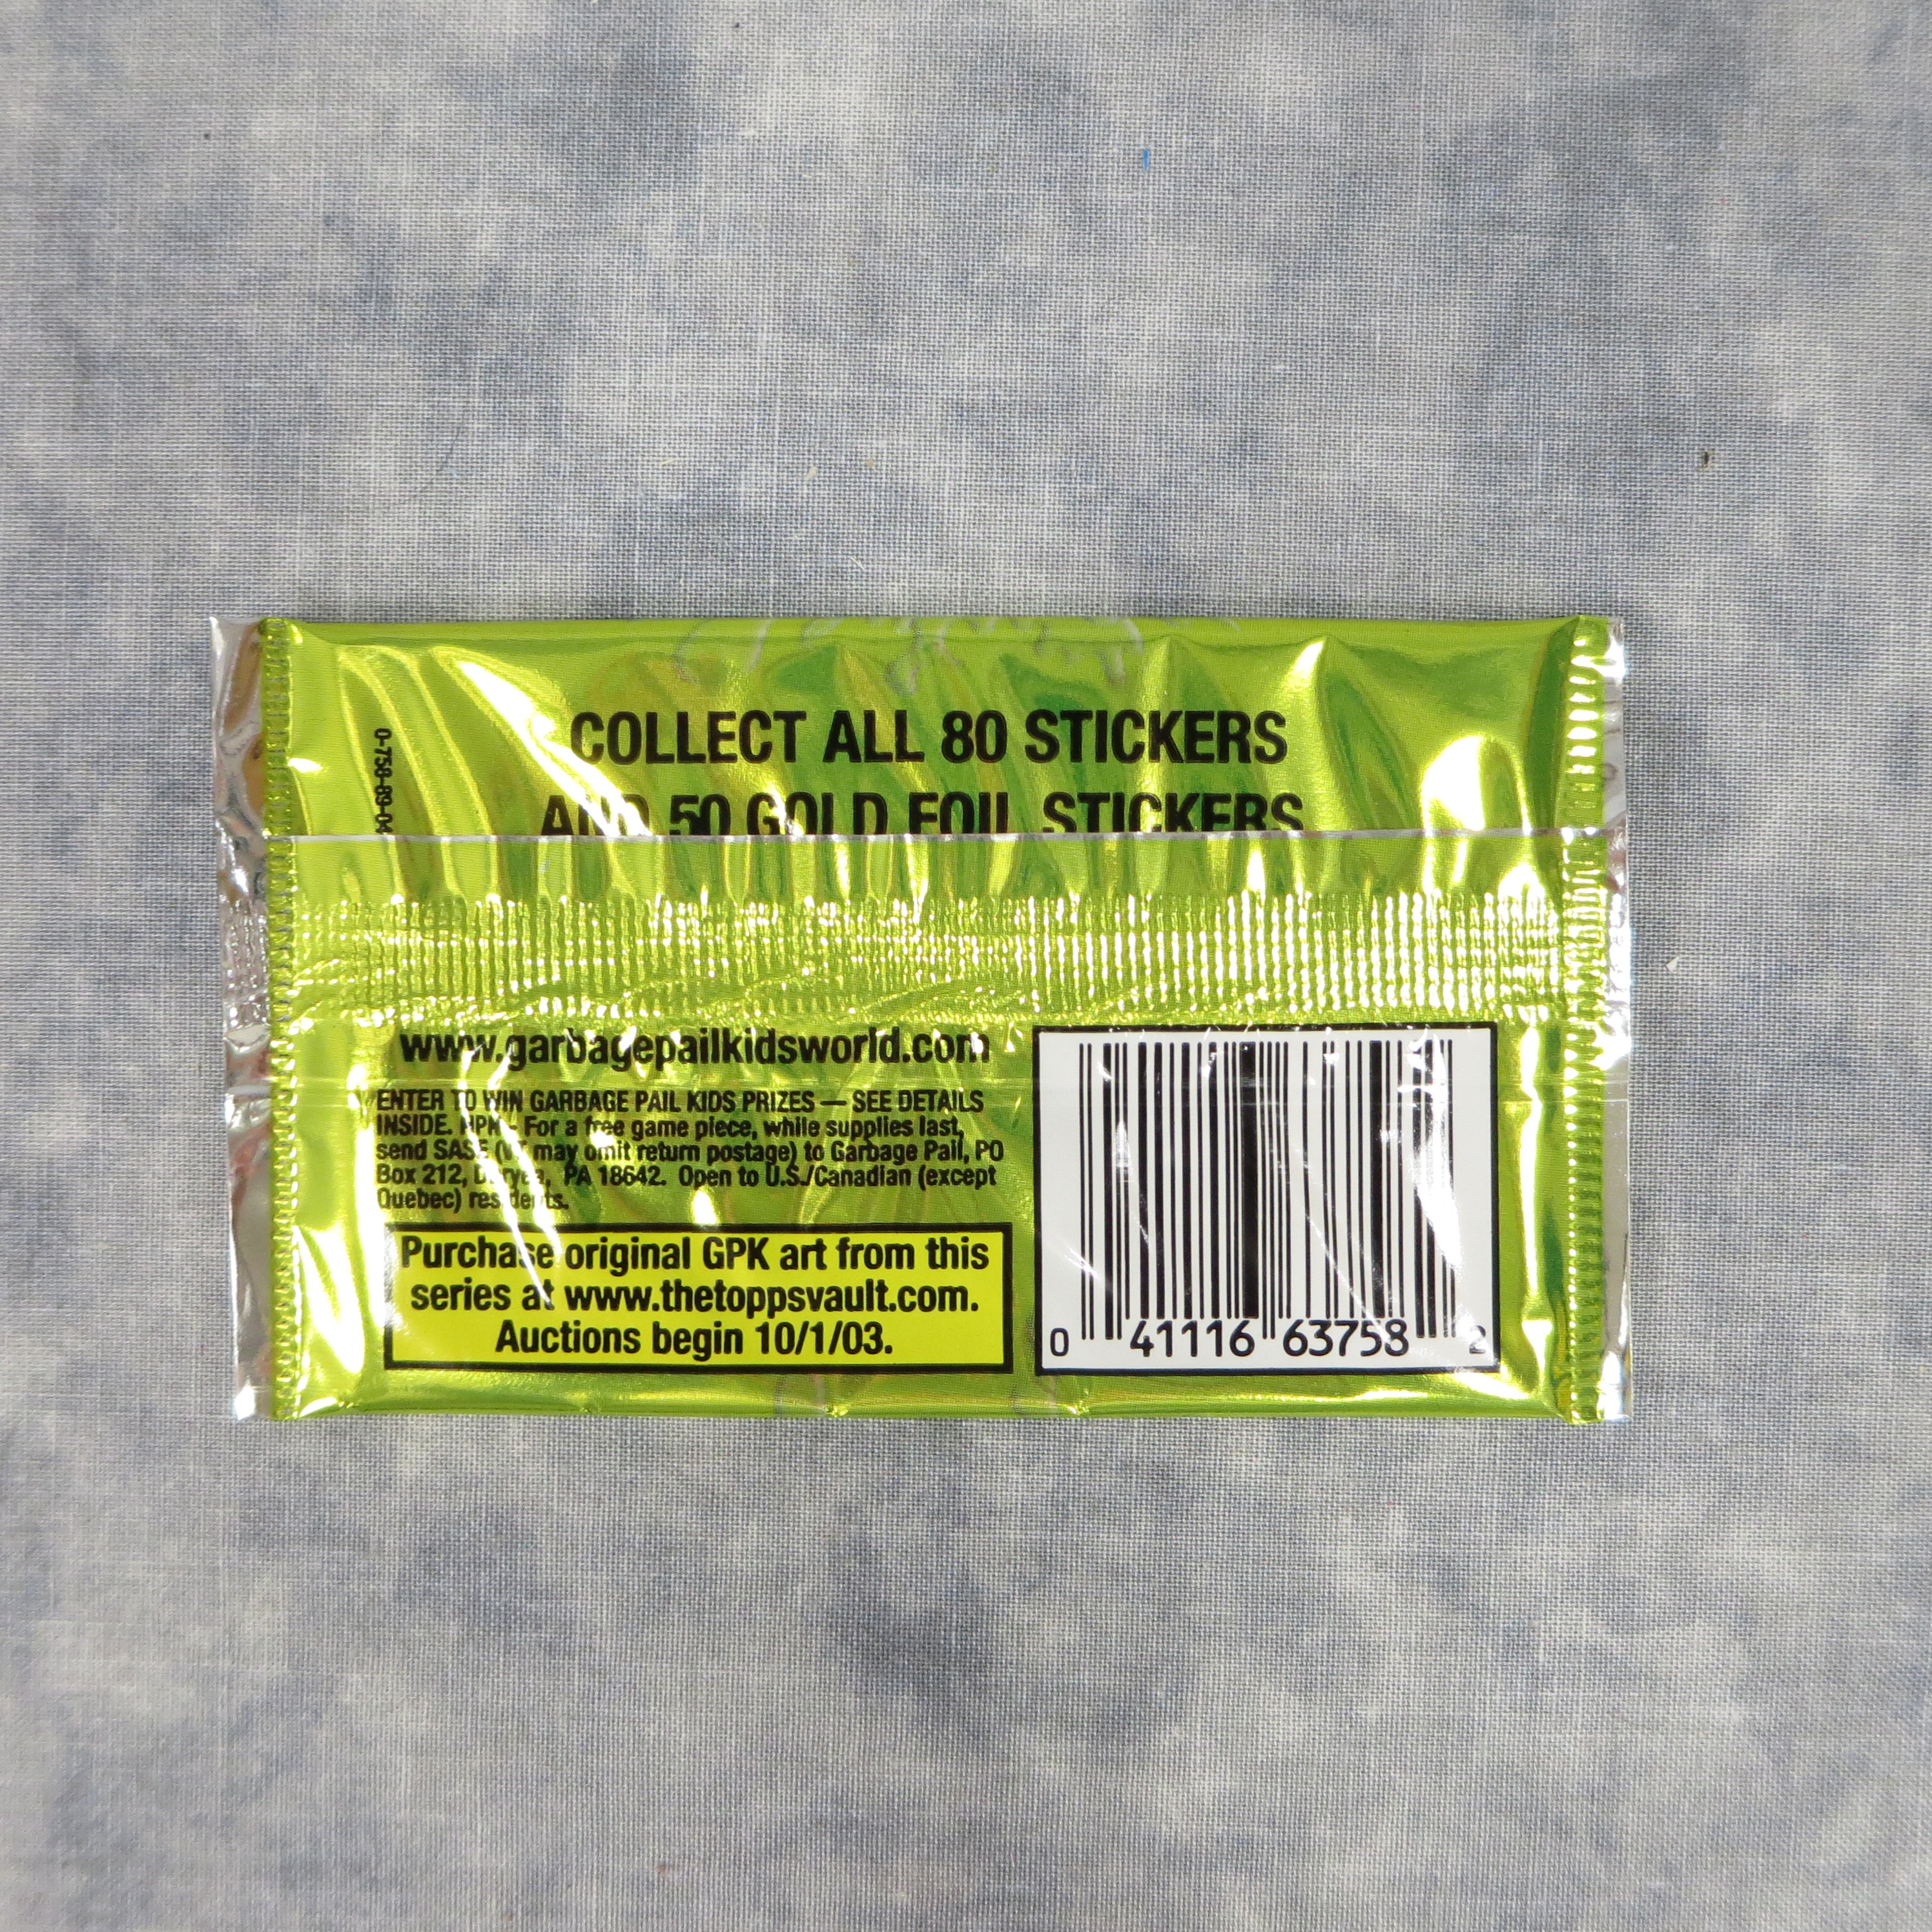 COLLECT ALL 80 STICKERS
AND 50 GOLD FOIL STICKERS
www.garbagepailkidsworld.com
ENTER TO WIN GARBAGE PAIL KIDS PRIZES — SEE DETAILS
INSIDE. For a free game piece, while supplies last,
send SASE (VT may omit return postage) to Garbage Pail, PO
Box 212, Duryea, PA 18642. Open to U.S./Canadian (except
Quebec) residents.
Purchase original GPK art from this
series at www.thetoppsvault.com.
Auctions begin 10/1/03.
0 41116 63758 2